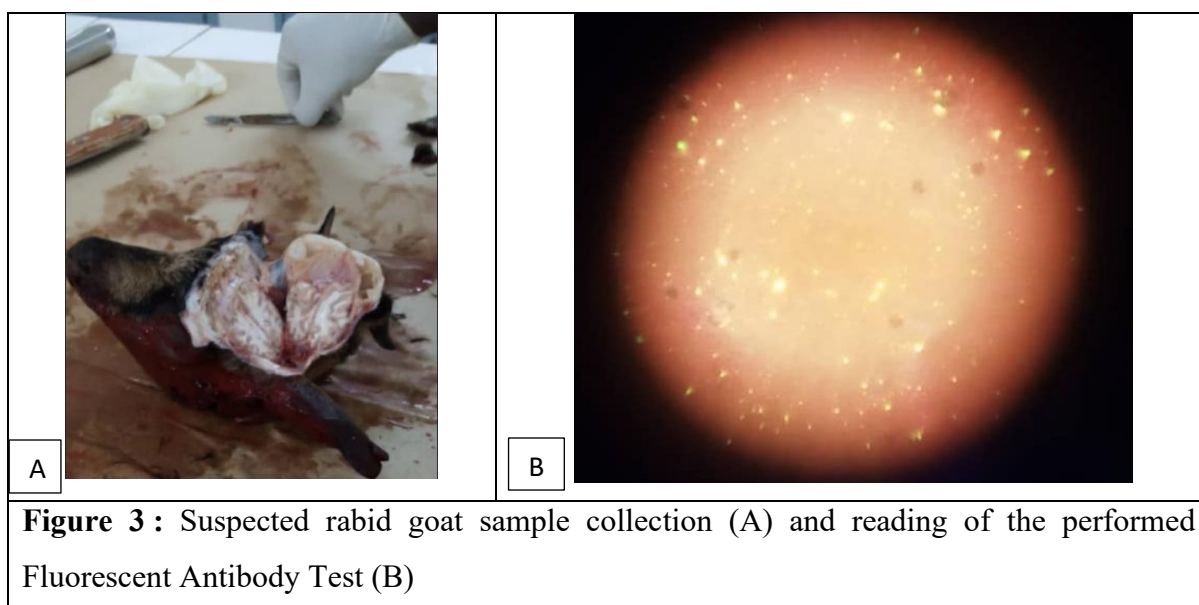 A
B
Figure 3 : Suspected rabid goat sample collection (A) and reading of the performed
Fluorescent Antibody Test (B)